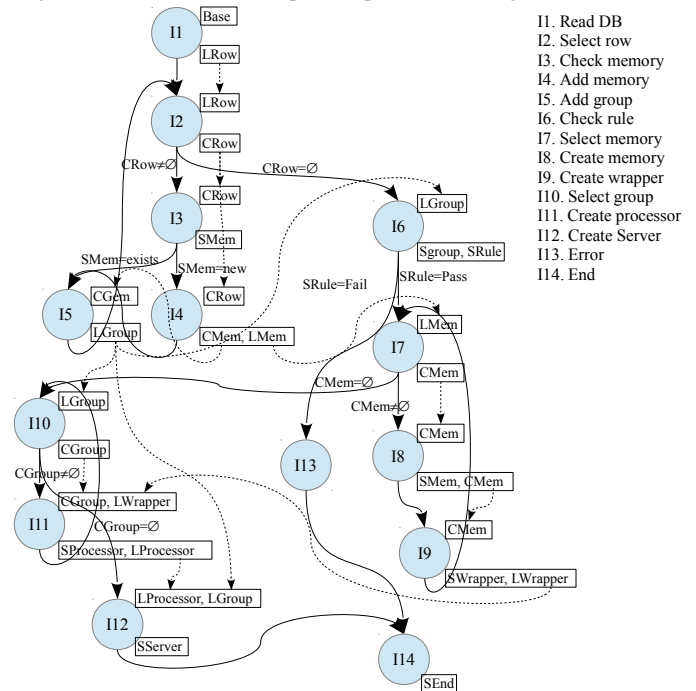 Base
I1
LRow
LRow
I2
CRow
CRow≠∅
CRow=∅
CRow
I3
LGroup
I6
SMem
Sgroup, SRule
SMem=exists
SMem=new
SRule=Fail
SRule=Pass
CGem
CRow
I5
I4
LGroup
CMem, LMem
LMem
I7
CMem
CMem=∅
CMem≠∅
LGroup
I10
CGroup
CMem
I8
I13
CGroup≠∅
SMem, CMem
CGroup, LWrapper
I11
CGroup=∅
CMem
I9
SProcessor, LProcessor
SWrapper, LWrapper
LProcessor, LGroup
I12
SServer
I14
SEnd
I1. Read DB
I2. Select row
I3. Check memory
I4. Add memory
I5. Add group
I6. Check rule
I7. Select memory
I8. Create memory
I9. Create wrapper
I10. Select group
I11. Create processor
I12. Create Server
I13. Error
I14. End